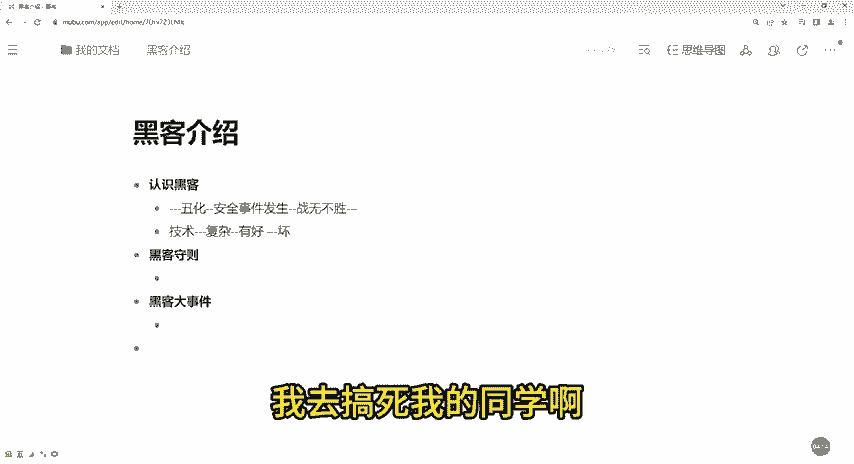 黑客介绍 - 幕布
mubu.com/app/edit/home/
我的文档 黑客介绍 思维导图
黑客介绍
认识黑客
---丑化--安全事件发生--战无不胜---
技术---复杂--有好 ---坏
黑客守则
黑客大事件
我去搞死我的同学啊